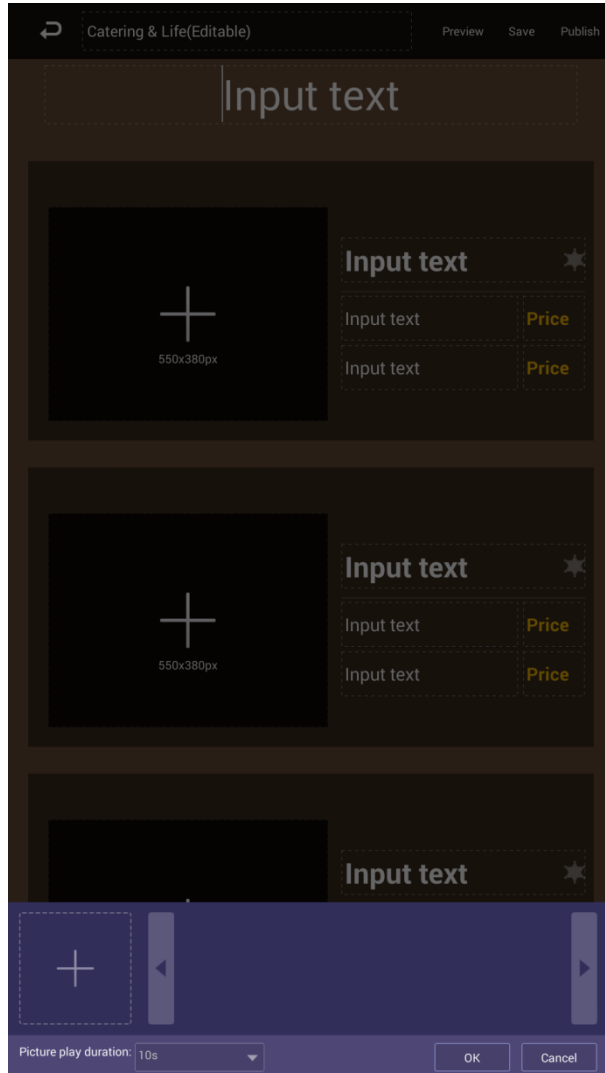 Catering & Life(Editable) Preview Save Publish
Input text
Input text
Input text Price
550x380px
Input text Price
Input text
Input text Price
550x380px
Input text Price
Input text
Picture play duration: 10s OK Cancel